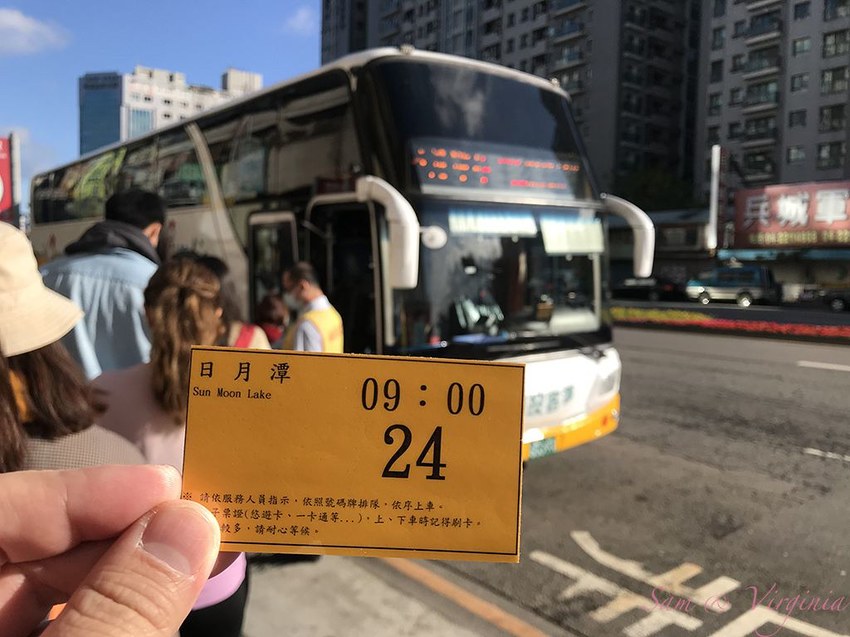 日月潭
Sun Moon Lake
09：00
24
※ 請依服務人員指示，依照號碼牌排隊，依序上車。
子票證(悠遊卡、一卡通等...)，上、下車時記得刷卡。
較多，請耐心等候。
兵城軍
Sam & Virginia